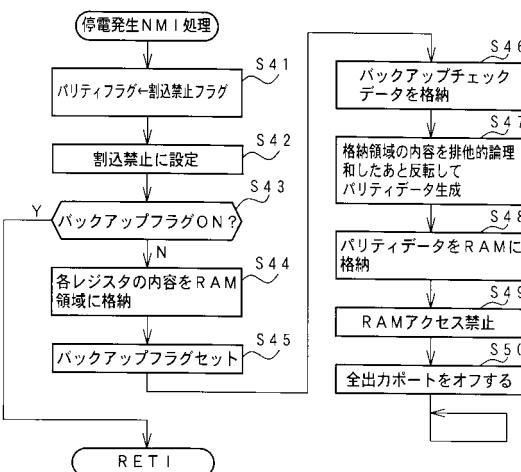 停電発生NMI処理
S41
パリティフラグ←割込禁止フラグ
S42
割込禁止に設定
S43
バックアップフラグON?
Y
N
S44
各レジスタの内容をRAM
領域に格納
S45
バックアップフラグセット
RETI
S46
バックアップチェック
データを格納
S47
格納領域の内容を排他的論理
和したあと反転して
パリティデータ生成
S48
パリティデータをRAMに
格納
S49
RAMアクセス禁止
S50
全出力ポートをオフする